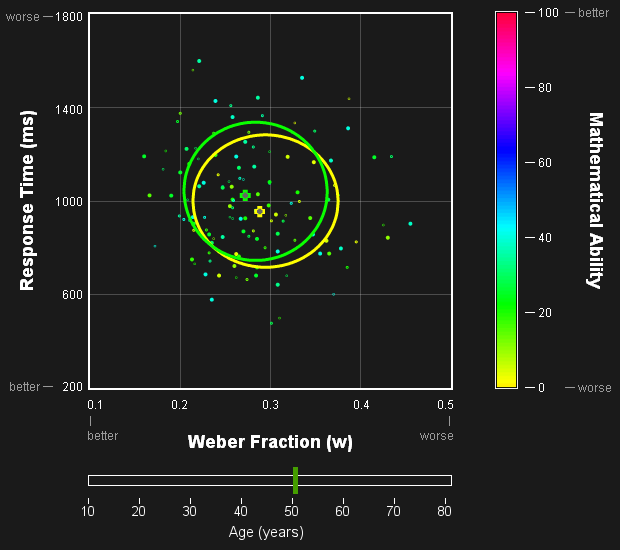 worse
1800
1400
1000
600
better
200
Response Time (ms)
0.1
0.2
0.3
0.4
0.5
better
worse
Weber Fraction (w)
10
20
30
40
50
60
70
80
Age (years)
100
better
80
60
40
20
0
worse
Mathematical Ability